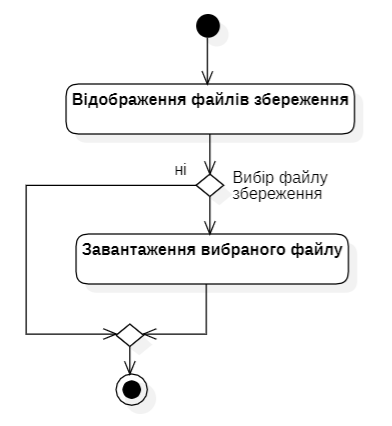 Відображення файлів збереження
ні
Вибір файлу
збереження
Завантаження вибраного файлу